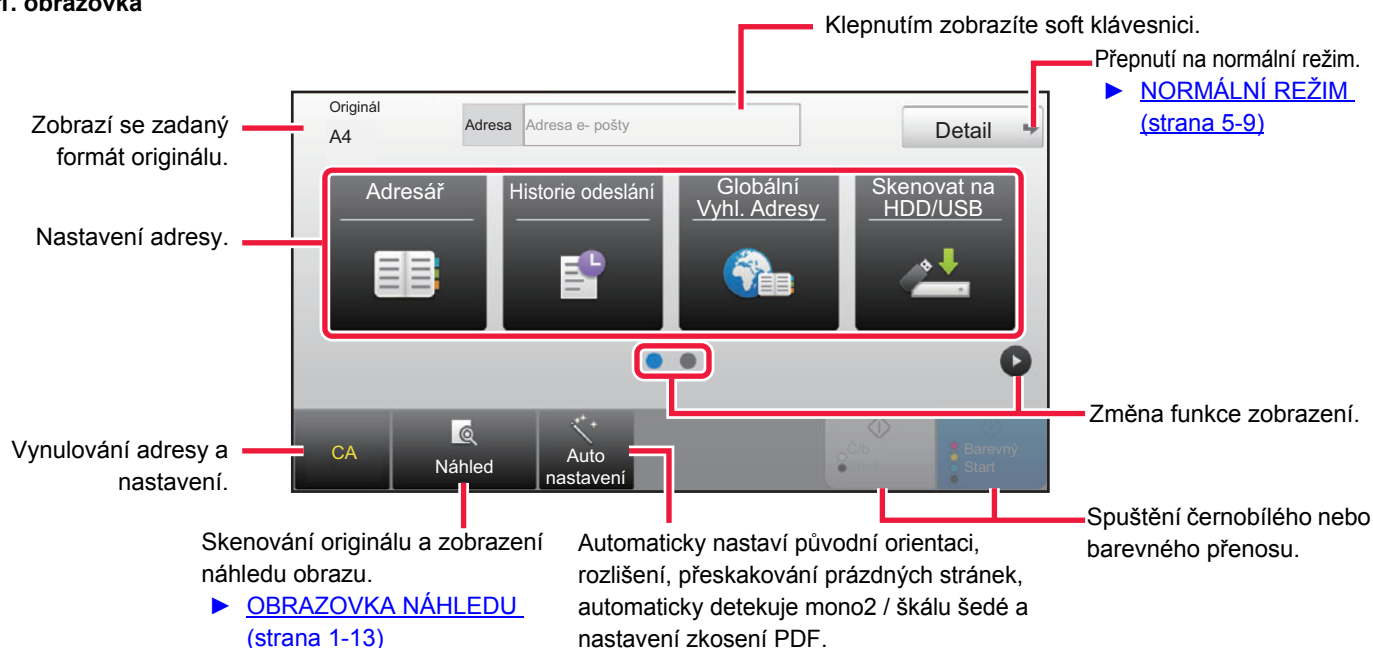 1. obrazovka
Klepnutím zobrazíte soft klávesnici.
Přepnutí na normální režim.
► NORMÁLNÍ REŽIM
(strana 5-9)
Zobrazí se zadaný
formát originálu.
Originál
A4
Adresa
Adresa e- pošty
Detail
Nastavení adresy.
Adresář
Historie odeslání
Globální
Vyhl. Adresy
Skenovat na
HDD/USB
Změna funkce zobrazení.
Vynulování adresy a
nastavení.
CA
Náhled
Auto
nastavení
Č/b
Start
Barevný
Start
Spuštění černobílého nebo
barevného přenosu.
Skenování originálu a zobrazení
náhledu obrazu.
► OBRAZOVKA NÁHLEDU
(strana 1-13)
Automaticky nastaví původní orientaci,
rozlišení, přeskakování prázdných stránek,
automaticky detekuje mono2 / škálu šedé a
nastavení zkosení PDF.